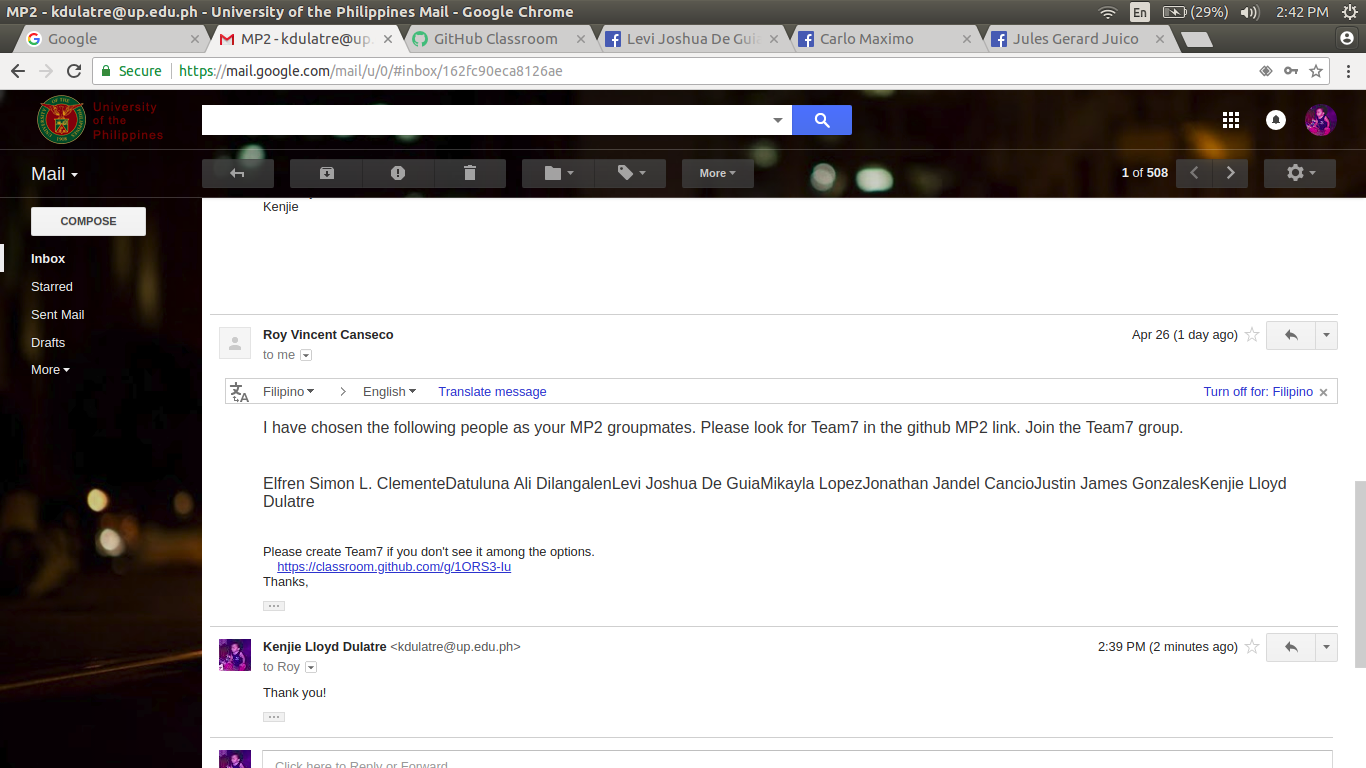 MP2 - kdulatre@up.edu.ph - University of the Philippines Mail - Google Chrome
En
(29%)
2:42 PM
Google
MP2 - kdulatre@up.
GitHub Classroom
Levi Joshua De Guia
Carlo Maximo
Jules Gerard Juico
Secure
https://mail.google.com/mail/u/0/#inbox/162fc90eca8126ae
University
of the
Philippines
Mail
More
1 of 508
COMPOSE
Inbox
Starred
Sent Mail
Drafts
More
Kenjie
Roy Vincent Canseco
Apr 26 (1 day ago)
to me
Filipino
English
Translate message
Turn off for: Filipino
I have chosen the following people as your MP2 groupmates. Please look for Team7 in the github MP2 link. Join the Team7 group.
Elfren Simon L. ClementeDatuluna Ali DilangalenLevi Joshua De GuiaMikayla LopezJonathan Jandel CancioJustin James GonzalesKenjie Lloyd
Dulatre
Please create Team7 if you don't see it among the options.
https://classroom.github.com/g/1ORS3-Iu
Thanks,
Kenjie Lloyd Dulatre <kdulatre@up.edu.ph>
2:39 PM (2 minutes ago)
to Roy
Thank you!
Click here to Reply or Forward